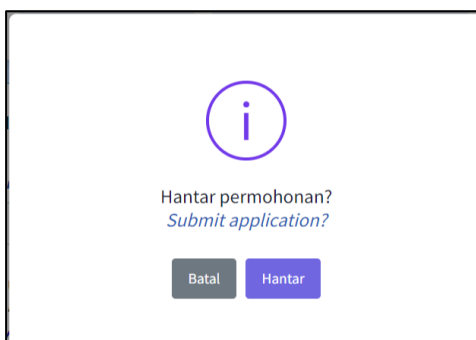 Hantar permohonan?
Submit application?
Batal Hantar